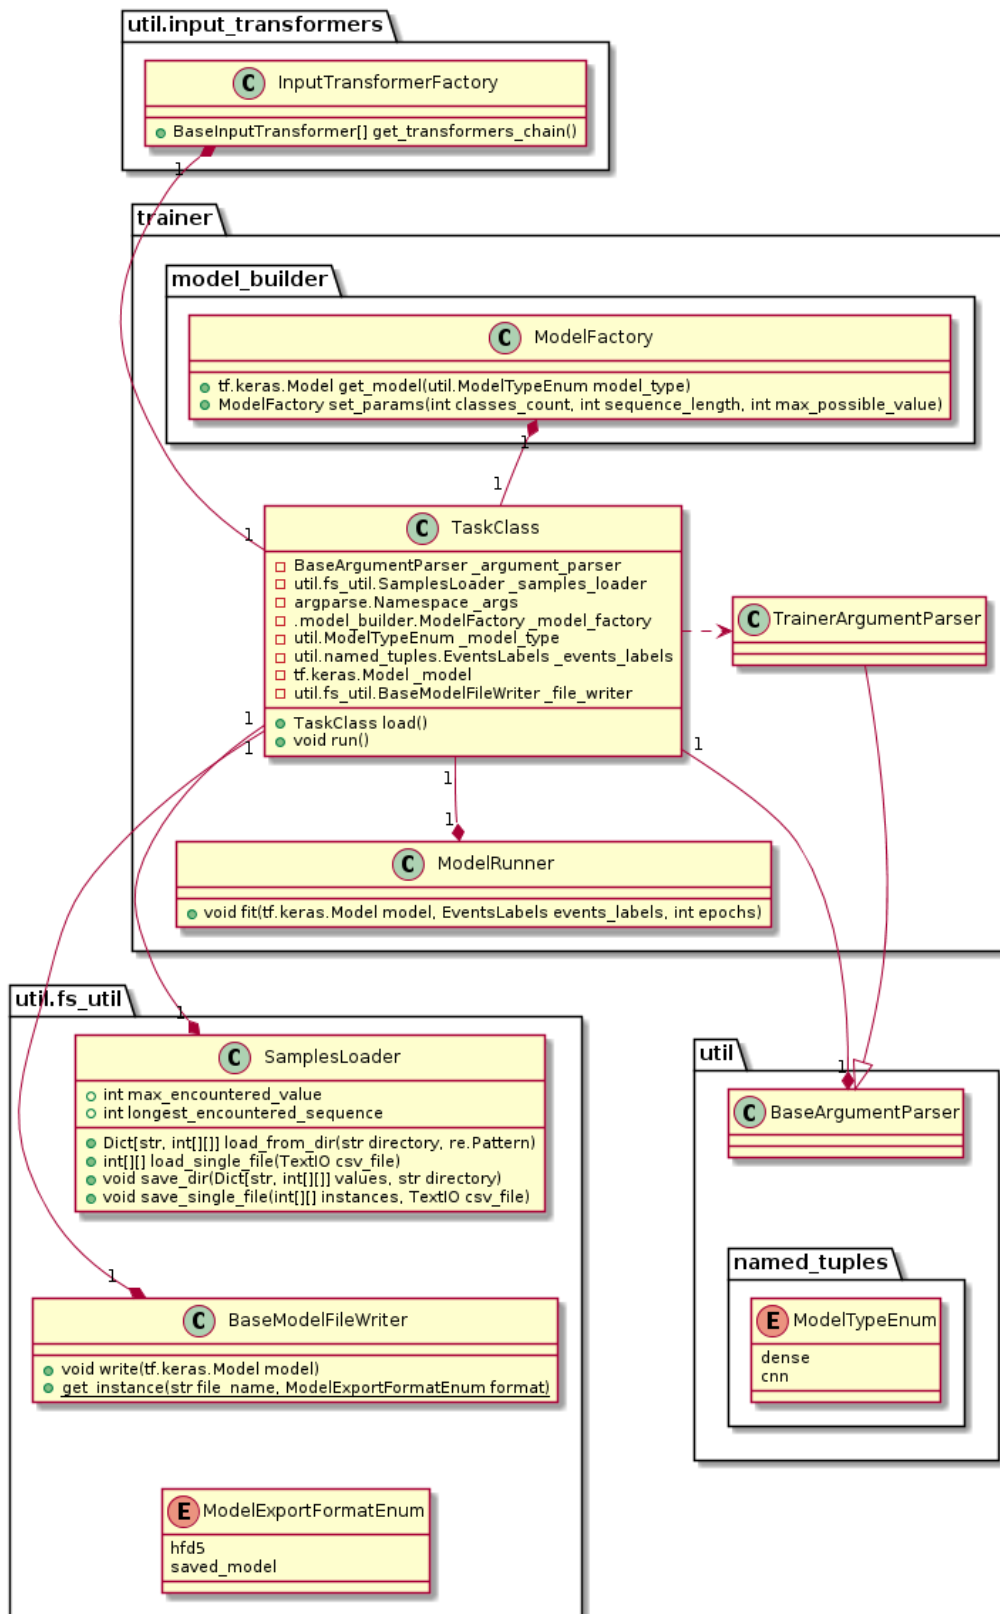 util.input_transformers
C InputTransformerFactory
BaseInputTransformer[] get_transformers_chain()
1
trainer
model_builder
C ModelFactory
tf.keras.Model get_model(util.ModelTypeEnum model_type)
ModelFactory set_params(int classes_count, int sequence_length, int max_possible_value)
1
1
1
C TaskClass
BaseArgumentParser _argument_parser
util.fs_util.SamplesLoader _samples_loader
argparse.Namespace _args
.model_builder.ModelFactory _model_factory
util.ModelTypeEnum _model_type
util.named_tuples.EventsLabels _events_labels
tf.keras.Model _model
util.fs_util.BaseModelFileWriter _file_writer
TaskClass load()
void run()
C TrainerArgumentParser
1
1
1
1
1
C ModelRunner
void fit(tf.keras.Model model, EventsLabels events_labels, int epochs)
util.fs_util
1
C SamplesLoader
int max_encountered_value
int longest_encountered_sequence
Dict[str, int[][]] load_from_dir(str directory, re.Pattern)
int[][] load_single_file(TextIO csv_file)
void save_dir(Dict[str, int[][]] values, str directory)
void save_single_file(int[][] instances, TextIO csv_file)
util
1
C BaseArgumentParser
named_tuples
E ModelTypeEnum
dense
cnn
1
C BaseModelFileWriter
void write(tf.keras.Model model)
get_instance(str file_name, ModelExportFormatEnum format)
E ModelExportFormatEnum
hfd5
saved_model